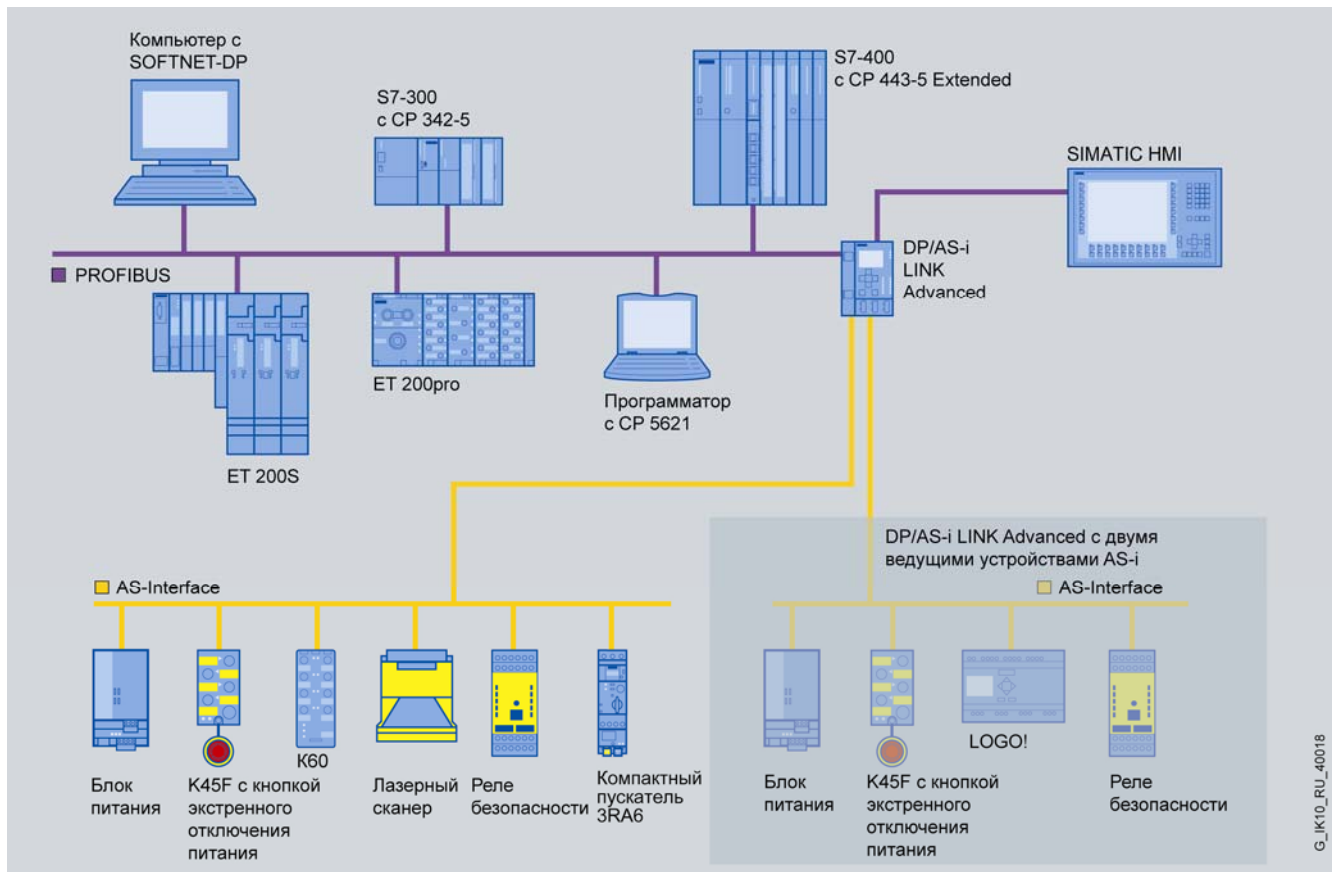 Компьютер с
SOFTNET-DP
S7-300
с CP 342-5
S7-400
с CP 443-5 Extended
SIMATIC HMI
DP/AS-i
LINK
Advanced
PROFIBUS
ET 200pro
Программатор
с CP 5621
ET 200S
DP/AS-i LINK Advanced с двумя
ведущими устройствами AS-i
AS-Interface
AS-Interface
Блок
питания
K45F с кнопкой
экстренного
отключения
питания
K60
Лазерный
сканер
Реле
безопасности
Компактный
пускатель
3RA6
Блок
питания
K45F с кнопкой
экстренного
отключения
питания
LOGO!
Реле
безопасности
G_IK10_RU_40018